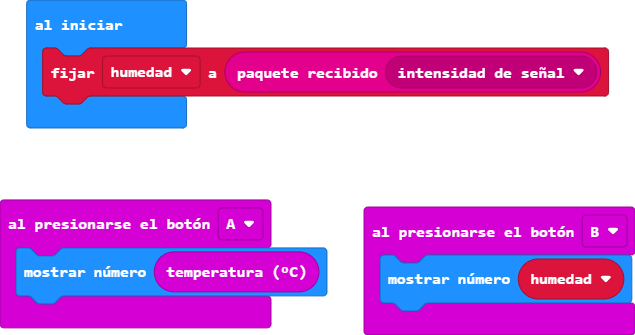 al iniciar
fijar humedad a paquete recibido intensidad de señal
al presionarse el botón A
mostrar número temperatura (ºC)
al presionarse el botón B
mostrar número humedad